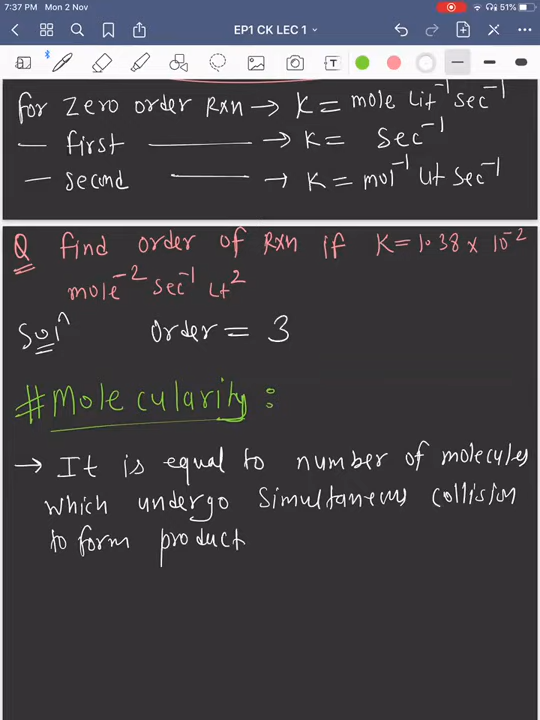 7:37 PM Mon 2 Nov 51%
EP1 CK LEC 1
T
for Zero order Rxn → K = mole Lit⁻¹ Sec⁻¹
— first ——— → K = Sec⁻¹
— second ——— → K = mol⁻¹ Lit Sec⁻¹
Q find order of Rxn if K = 1.38 x 10⁻²
mole⁻² Sec⁻¹ Lt²
Solⁿ Order = 3
# Molecularity :
→ It is equal to number of molecules
which undergo Simultaneous collision
to form product